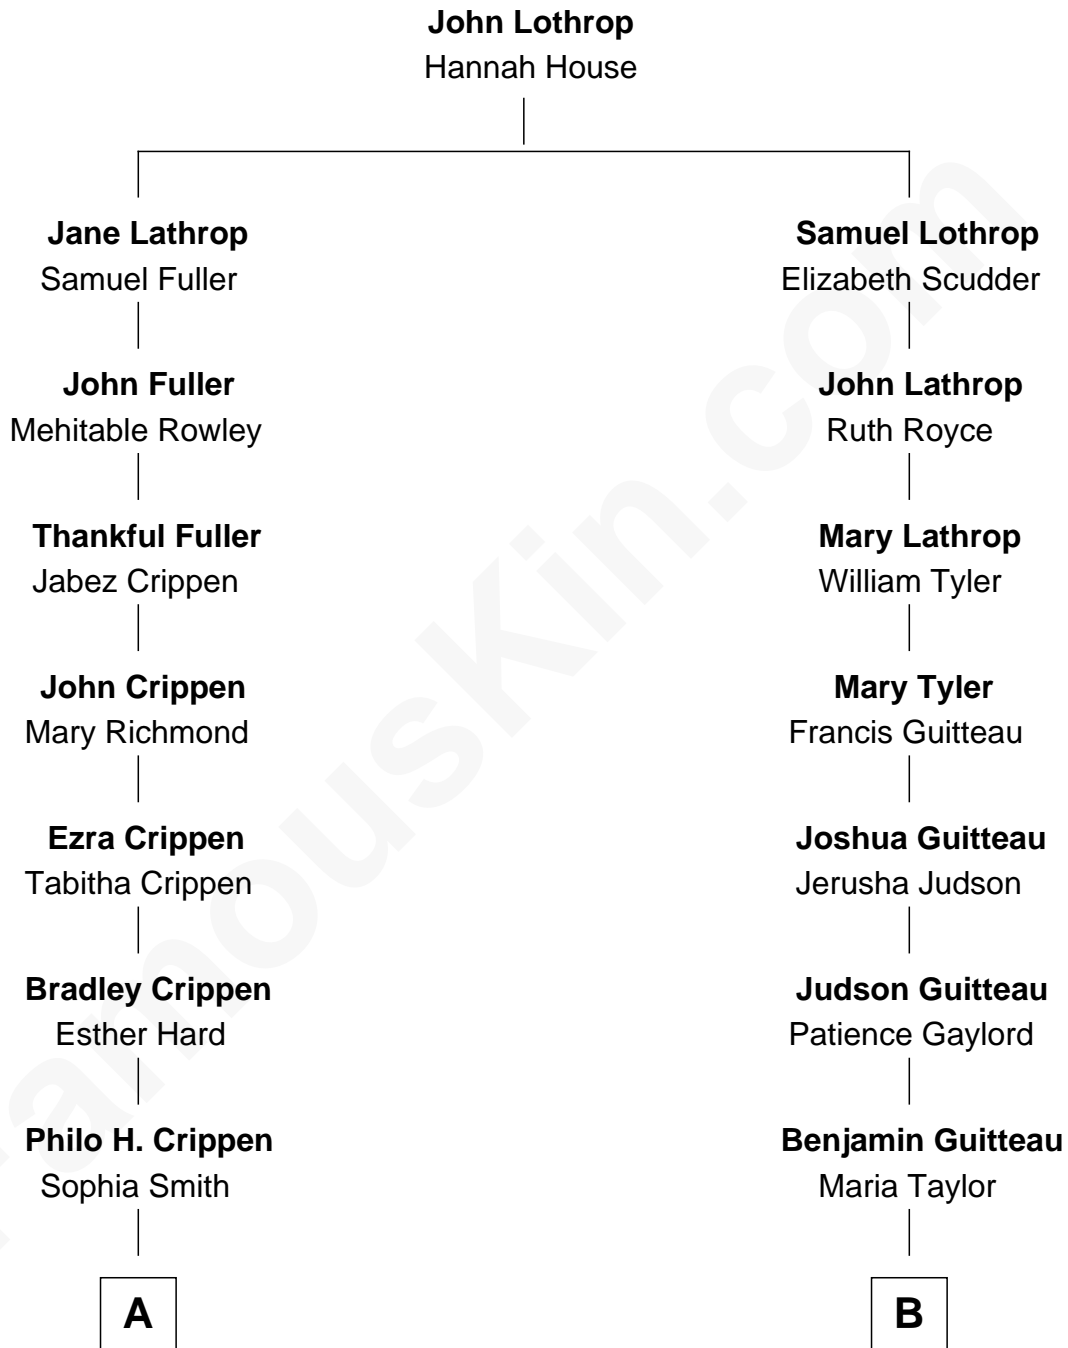 John Lothrop
Hannah House
Jane Lathrop
Samuel Fuller
Samuel Lothrop
Elizabeth Scudder
John Fuller
Mehitable Rowley
John Lathrop
Ruth Royce
Thankful Fuller
Jabez Crippen
Mary Lathrop
William Tyler
John Crippen
Mary Richmond
Mary Tyler
Francis Guitteau
Ezra Crippen
Tabitha Crippen
Joshua Guitteau
Jerusha Judson
Bradley Crippen
Esther Hard
Judson Guitteau
Patience Gaylord
Philo H. Crippen
Sophia Smith
Benjamin Guitteau
Maria Taylor
A
B
FamousKin.com